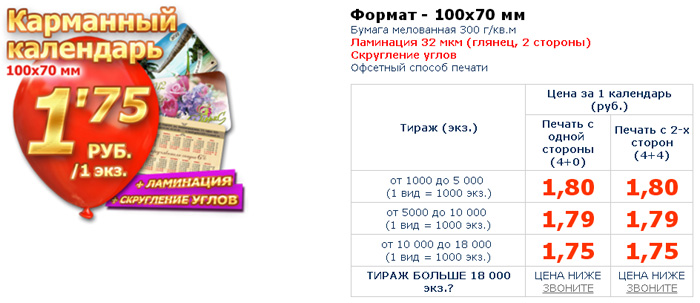 Карманный
календарь
100x70 мм
1'75
РУБ.
/1 экз.
+ ЛАМИНАЦИЯ
+ СКРУГЛЕНИЕ УГЛОВ
Формат - 100x70 мм
Бумага мелованная 300 г/кв.м
Ламинация 32 мкм (глянец, 2 стороны)
Скругление углов
Офсетный способ печати
Тираж (экз.)
Цена за 1 календарь
(руб.)
Печать с
одной
стороны
(4+0)
Печать с 2-х
сторон
(4+4)
от 1000 до 5 000
(1 вид = 1000 экз.)
1,80
1,80
от 5000 до 10 000
(1 вид = 1000 экз.)
1,79
1,79
от 10 000 до 18 000
(1 вид = 1000 экз.)
1,75
1,75
ТИРАЖ БОЛЬШЕ 18 000
экз.?
ЦЕНА НИЖЕ
ЗВОНИТЕ
ЦЕНА НИЖЕ
ЗВОНИТЕ